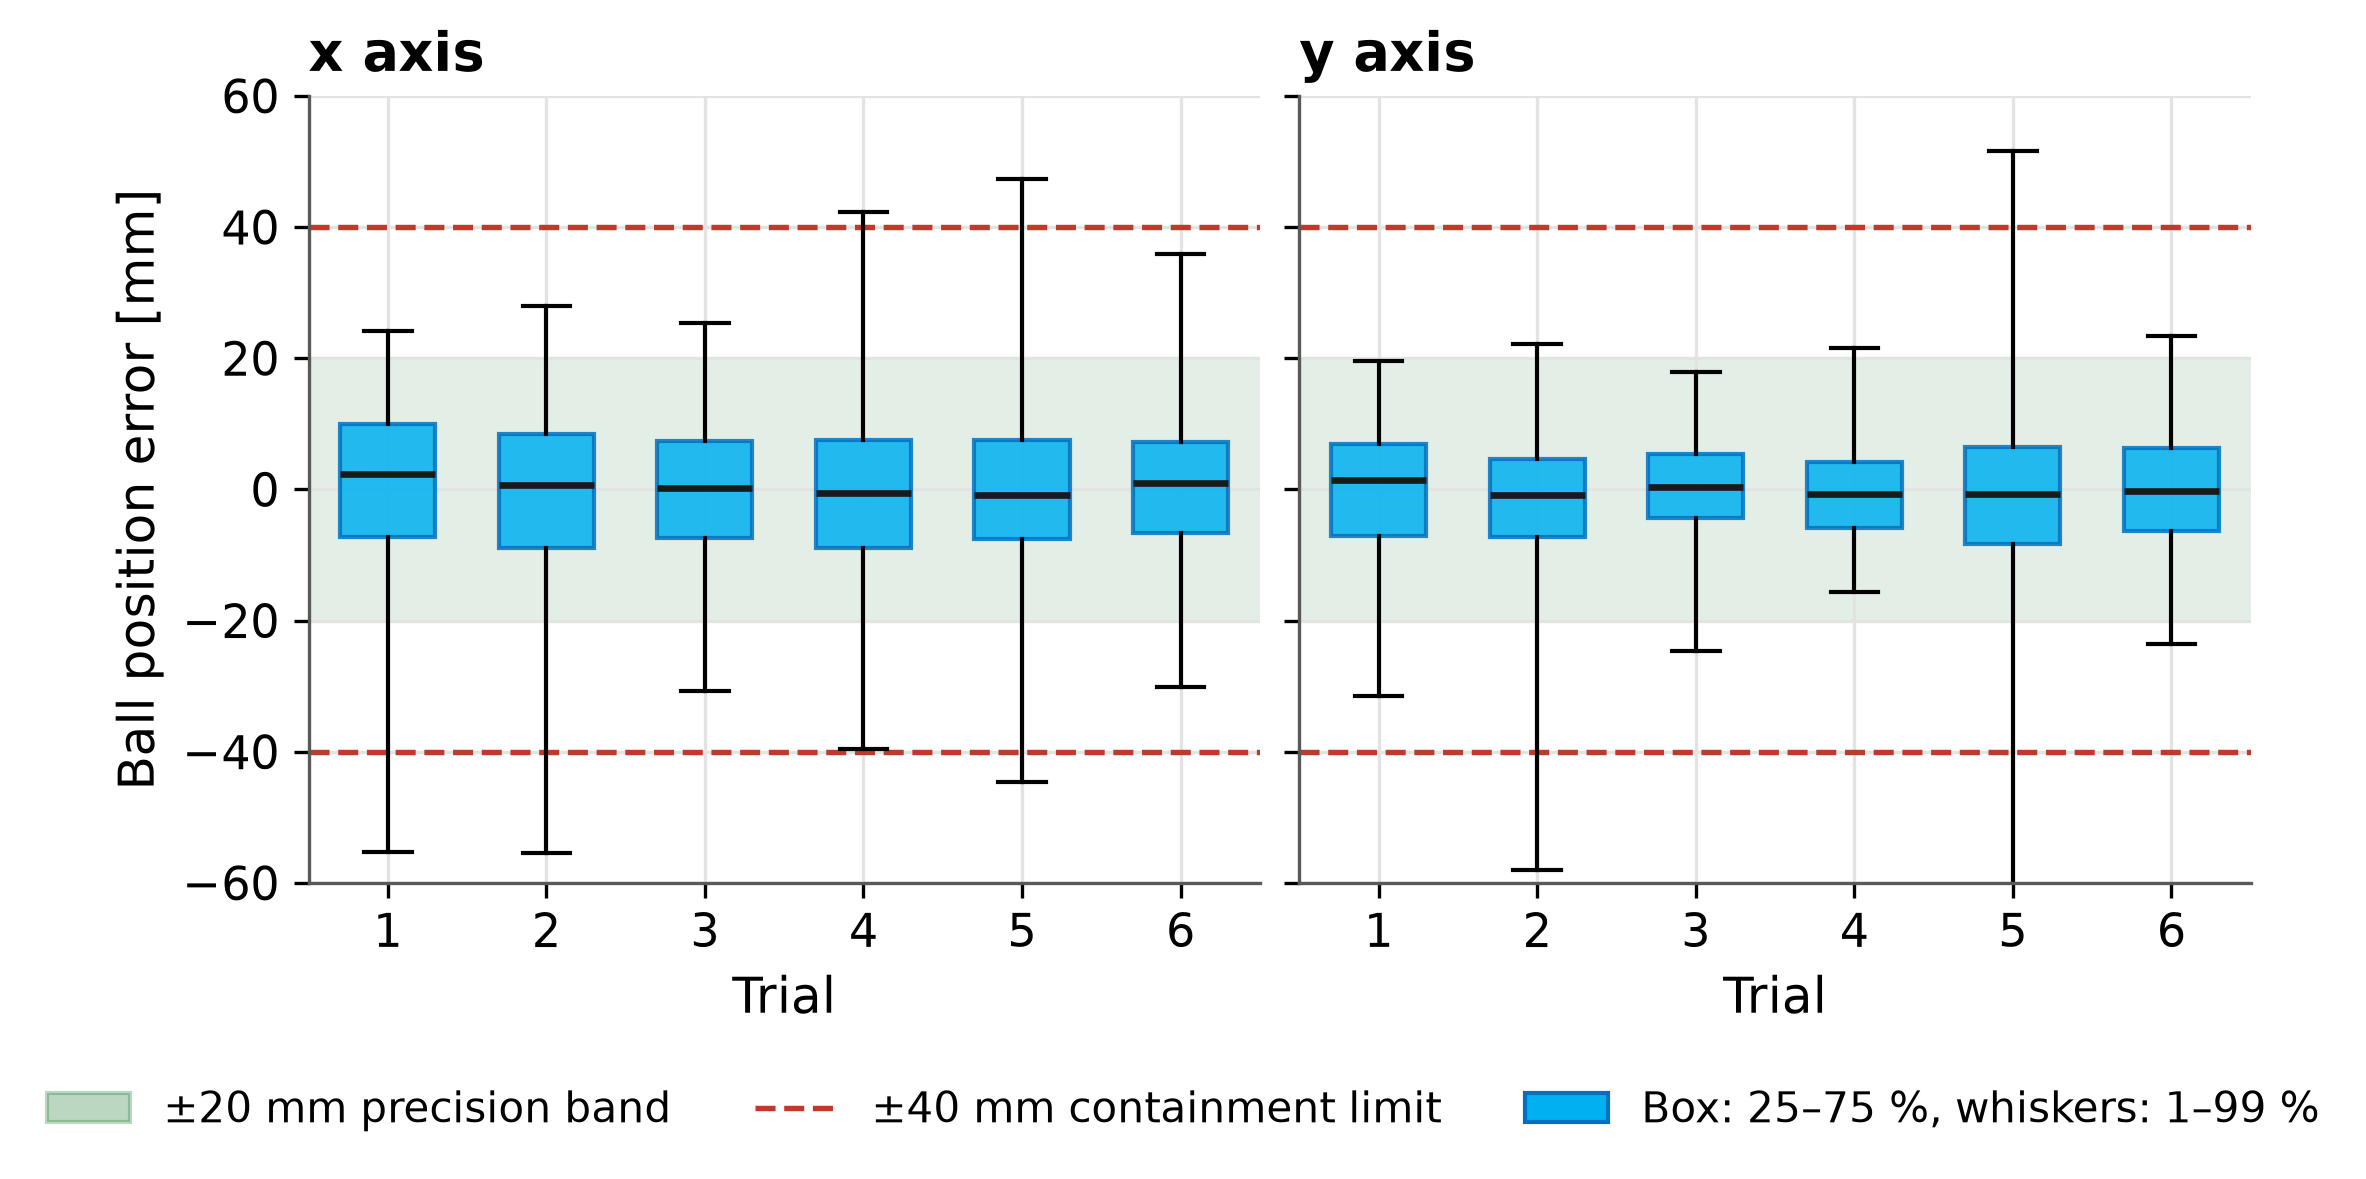 x axis
y axis
60
40
20
0
−20
−40
−60
Ball position error [mm]
1 2 3 4 5 6
1 2 3 4 5 6
Trial
Trial
±20 mm precision band
±40 mm containment limit
Box: 25–75 %, whiskers: 1–99 %